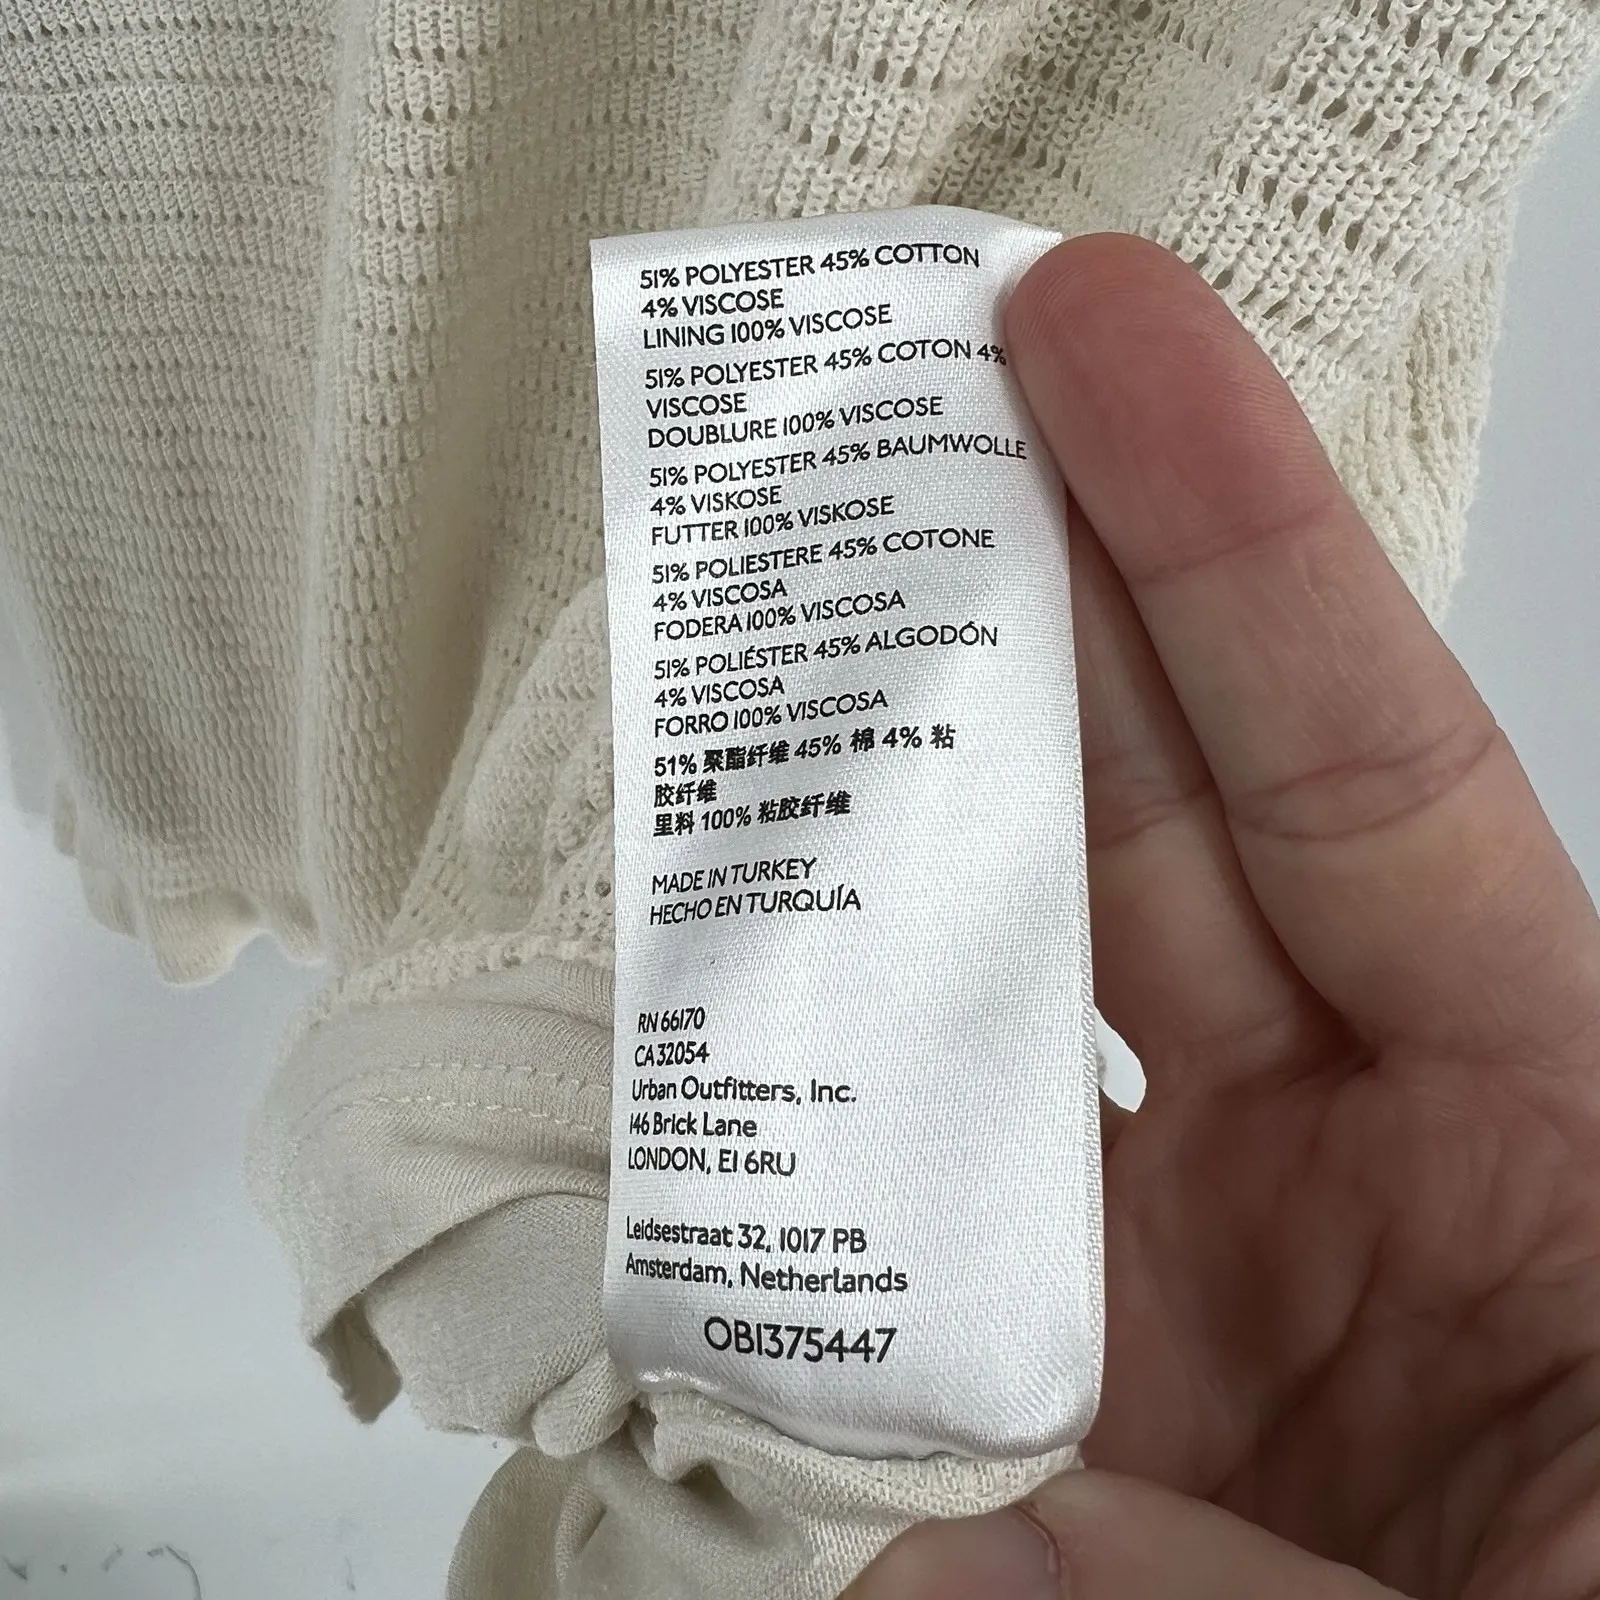 51% POLYESTER 45% COTTON
4% VISCOSE
LINING 100% VISCOSE
51% POLYESTER 45% COTON 4%
VISCOSE
DOUBLURE 100% VISCOSE
51% POLYESTER 45% BAUMWOLLE
4% VISKOSE
FUTTER 100% VISKOSE
51% POLIESTERE 45% COTONE
4% VISCOSA
FODERA 100% VISCOSA
51% POLIÉSTER 45% ALGODÓN
4% VISCOSA
FORRO 100% VISCOSA
51% 聚酯纤维 45% 棉 4% 粘
胶纤维
里料 100% 粘胶纤维
MADE IN TURKEY
HECHO EN TURQUÍA
RN 66170
CA 32054
Urban Outfitters, Inc.
146 Brick Lane
LONDON, E1 6RU
Leidsestraat 32, 1017 PB
Amsterdam, Netherlands
OB1375447